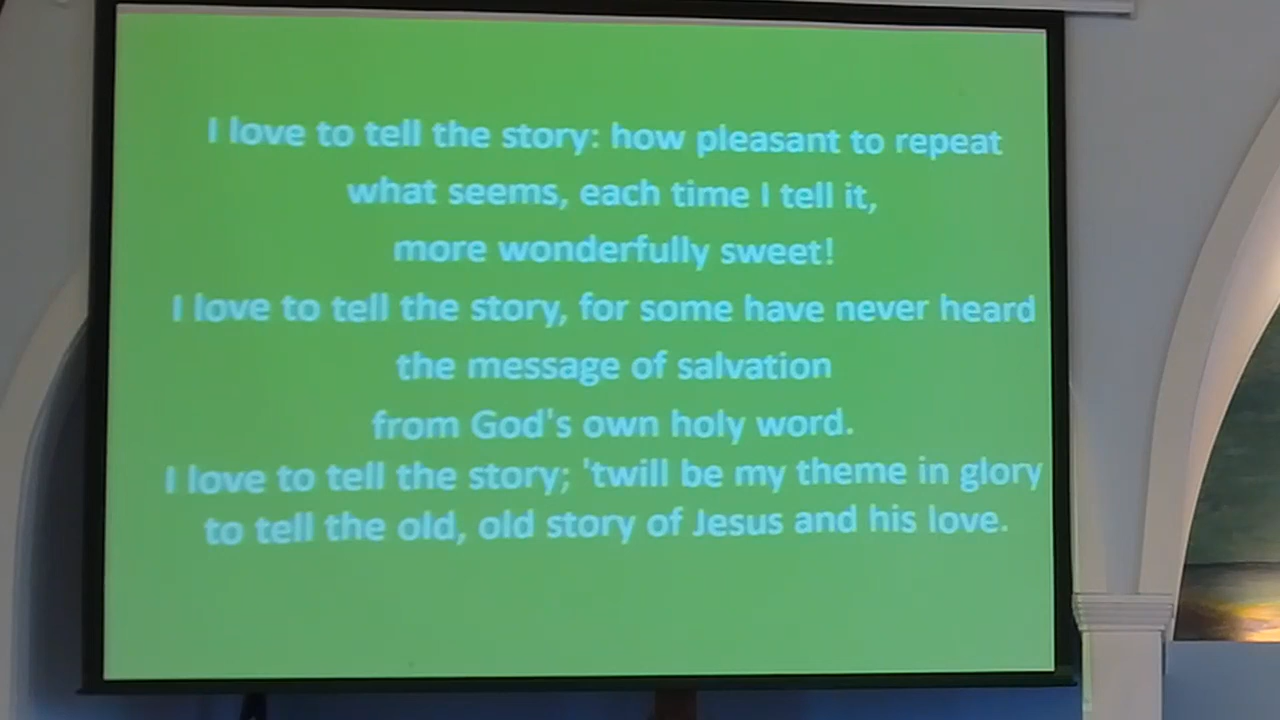 I love to tell the story: how pleasant to repeat
what seems, each time I tell it,
more wonderfully sweet!
I love to tell the story, for some have never heard
the message of salvation
from God's own holy word.
I love to tell the story; 'twill be my theme in glory
to tell the old, old story of Jesus and his love.